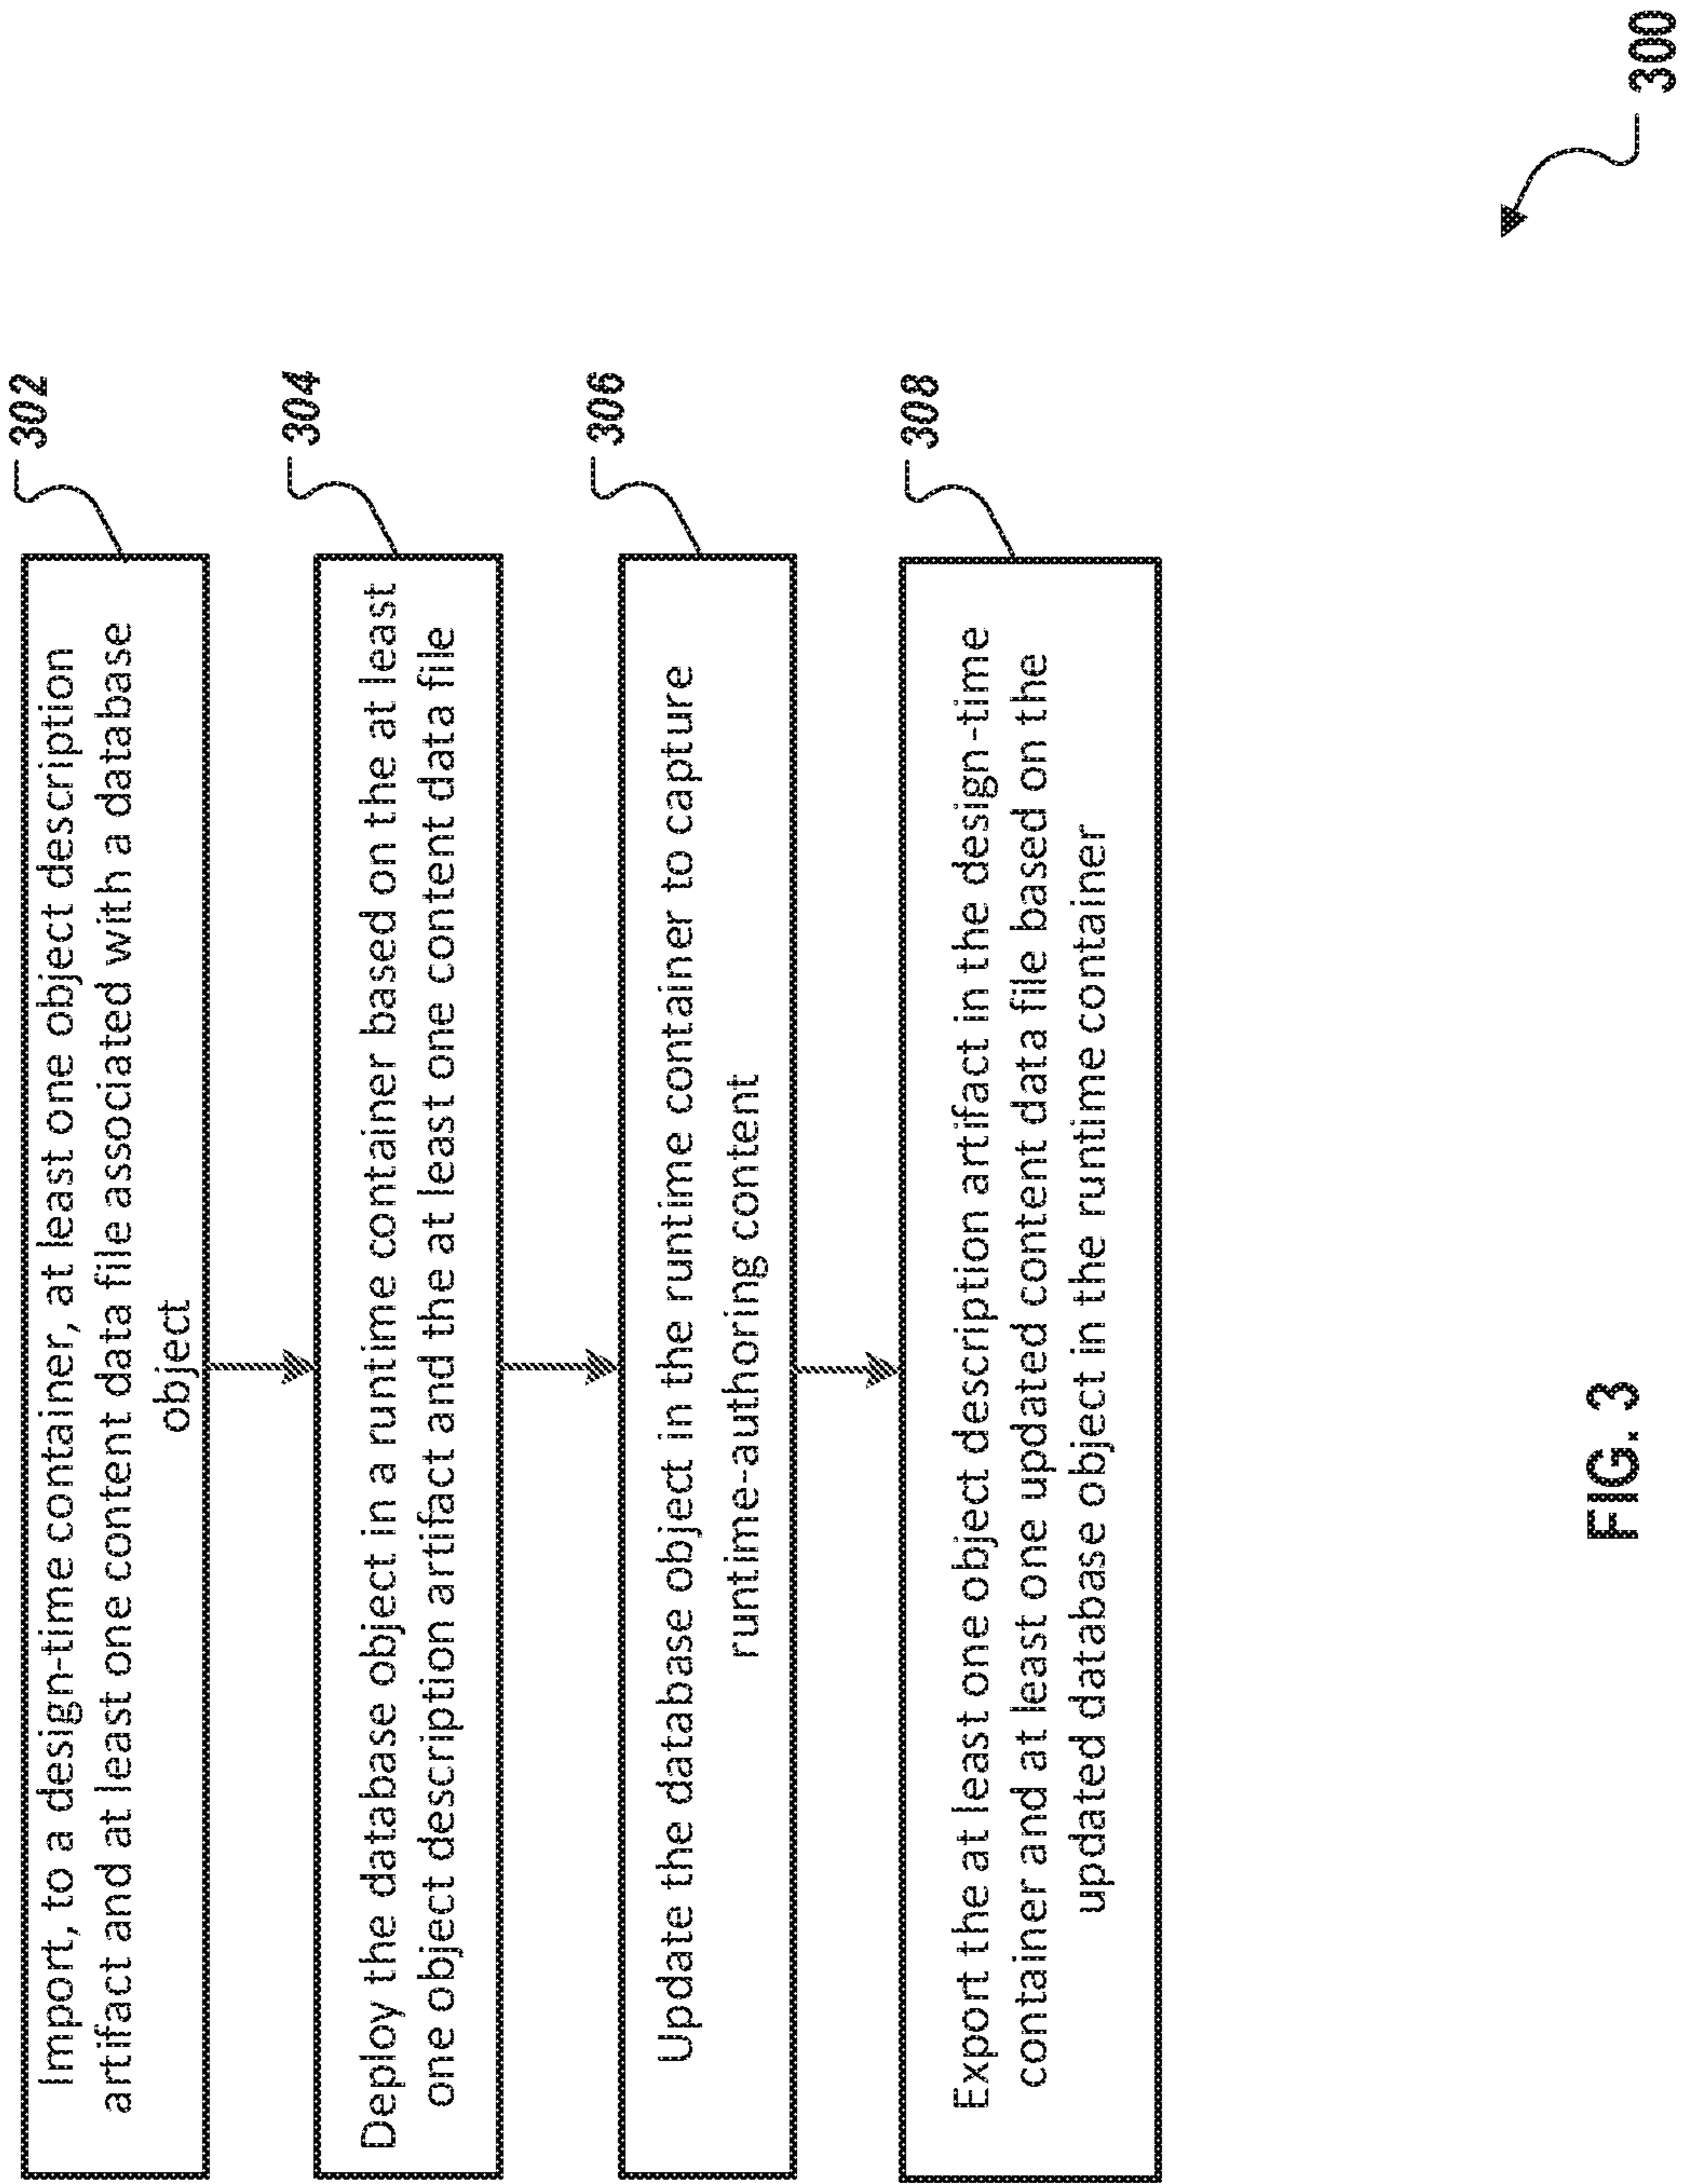 Import, to a design-time container, at least one object description
artifact and at least one content data file associated with a database
object
302
Deploy the database object in a runtime container based on the at least
one object description artifact and the at least one content data file
304
Update the database object in the runtime container to capture
runtime-authoring content
306
Export the at least one object description artifact in the design-time
container and at least one updated content data file based on the
updated database object in the runtime container
308
FIG. 3
300